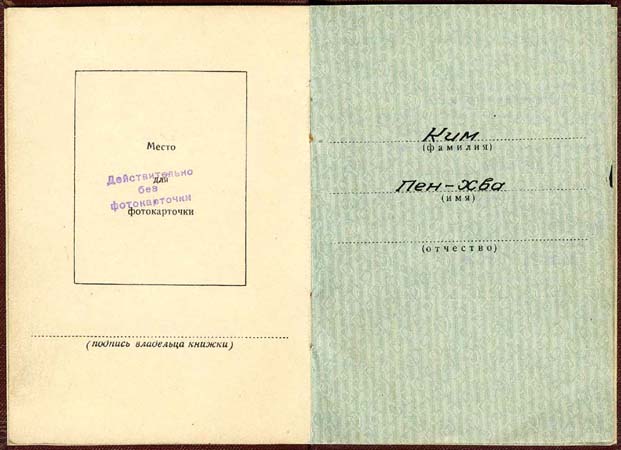 Место
для
фотокарточки
Действительно
без
фотокарточки
(подпись владельца книжки)
Ким
(фамилия)
Пен-Хва
(имя)
(отчество)